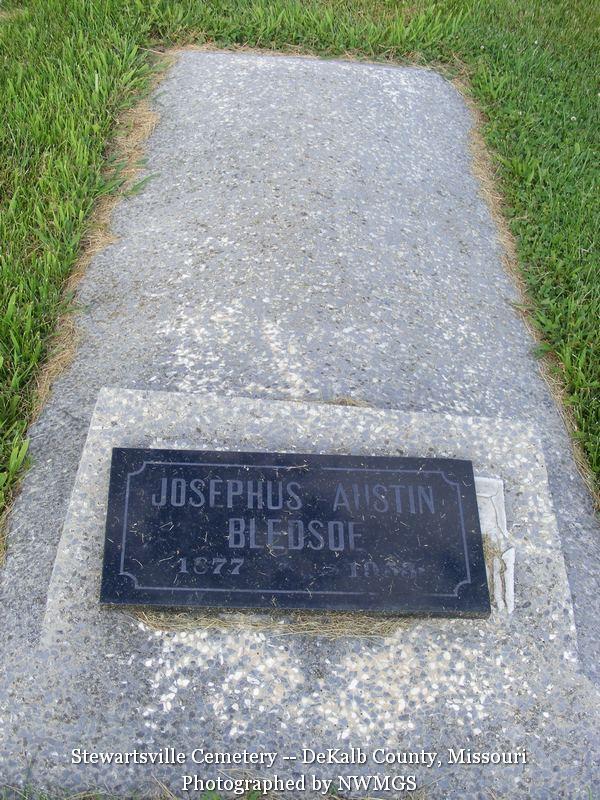 JOSEPHUS AUSTIN
BLEDSOE
1877
Stewartsville Cemetery -- DeKalb County, Missouri
Photographed by NWMGS